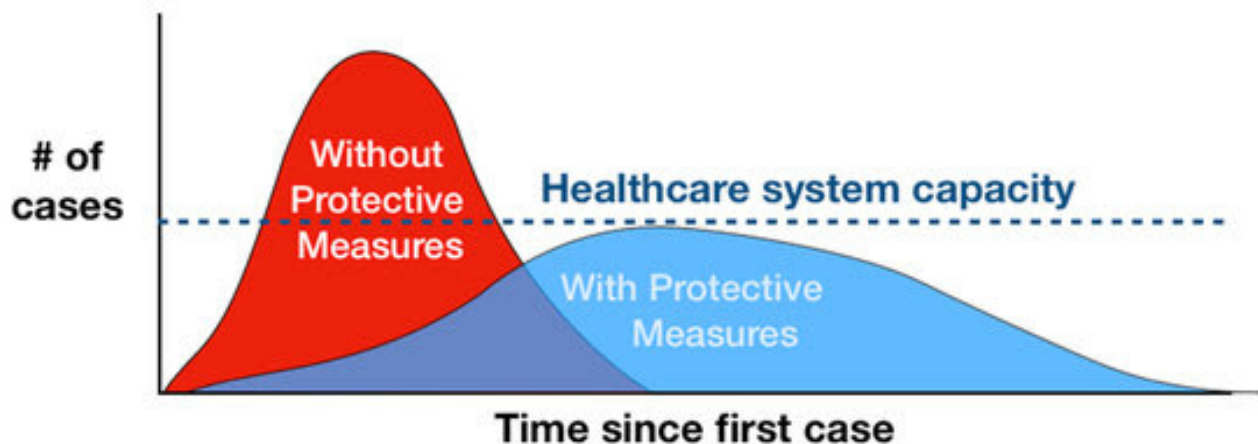 # of
cases
Without
Protective
Measures
Healthcare system capacity
With Protective
Measures
Time since first case